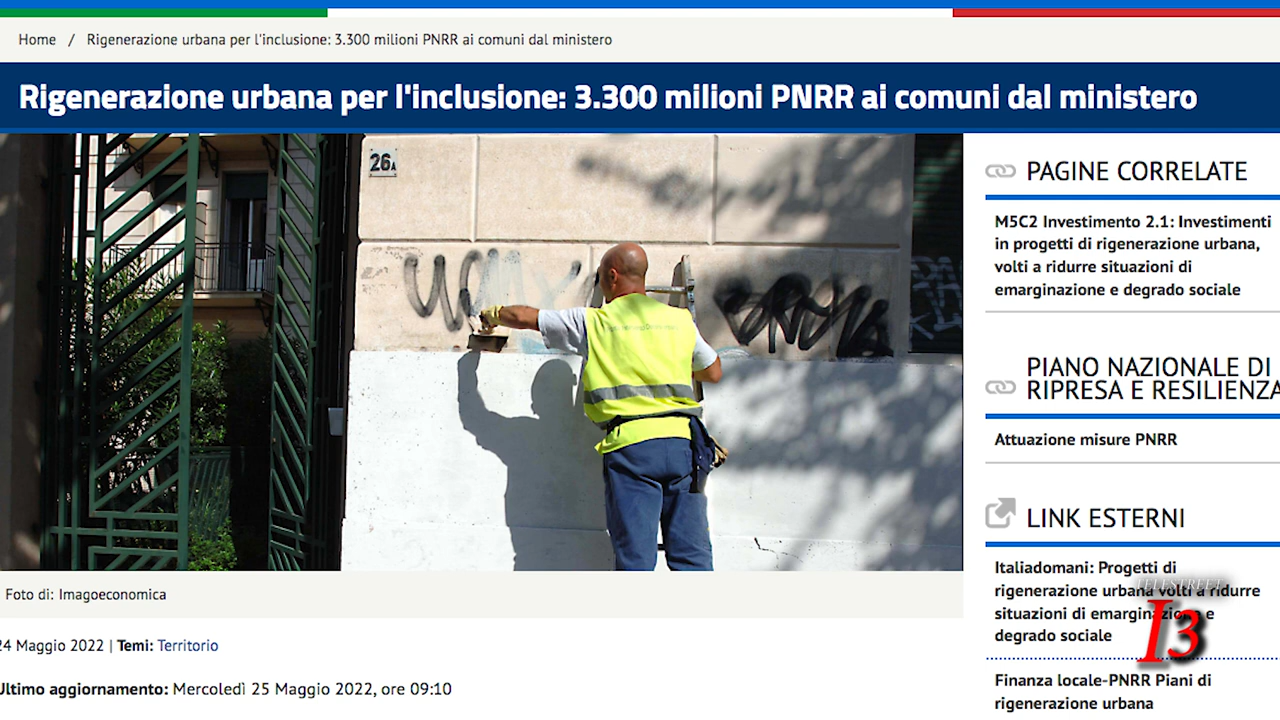 Home / Rigenerazione urbana per l'inclusione: 3.300 milioni PNRR ai comuni dal ministero
Rigenerazione urbana per l'inclusione: 3.300 milioni PNRR ai comuni dal ministero
26A
PAGINE CORRELATE
M5C2 Investimento 2.1: Investimenti
in progetti di rigenerazione urbana,
volti a ridurre situazioni di
emarginazione e degrado sociale
PIANO NAZIONALE DI
RIPRESA E RESILIENZA
Attuazione misure PNRR
LINK ESTERNI
Italiadomani: Progetti di
rigenerazione urbana volti a ridurre
situazioni di emarginazione e
degrado sociale
TELESTREET
I3
Finanza locale-PNRR Piani di
rigenerazione urbana
Foto di: Imagoeconomica
24 Maggio 2022 | Temi: Territorio
Ultimo aggiornamento: Mercoledì 25 Maggio 2022, ore 09:10